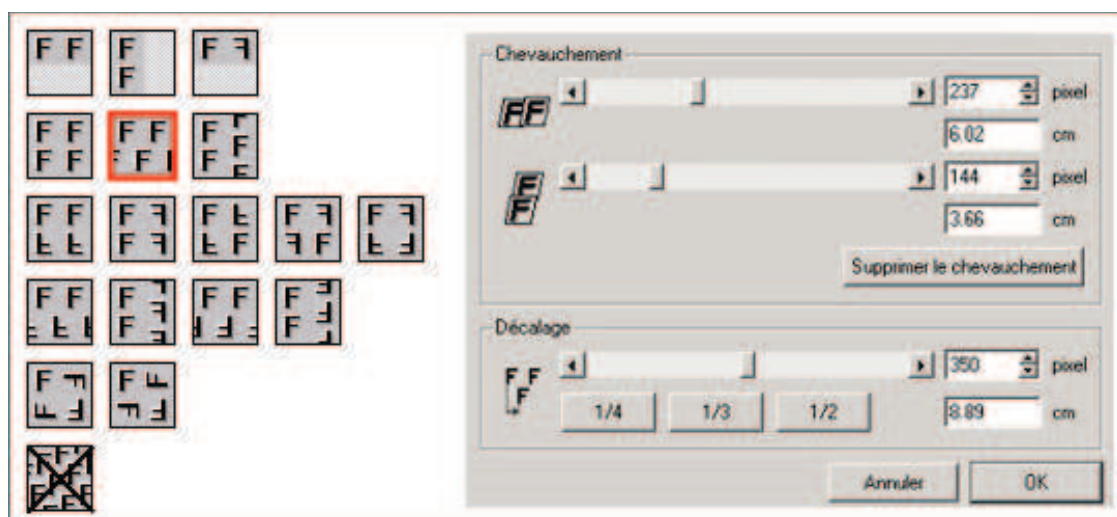 F F
F
F
F
Chevauchement
FF
237 pixel
6.02 cm
F
F
144 pixel
3.66 cm
Supprimer le chevauchement
Décalage
F F
F
350 pixel
8.89 cm
1/4 1/3 1/2
Annuler OK